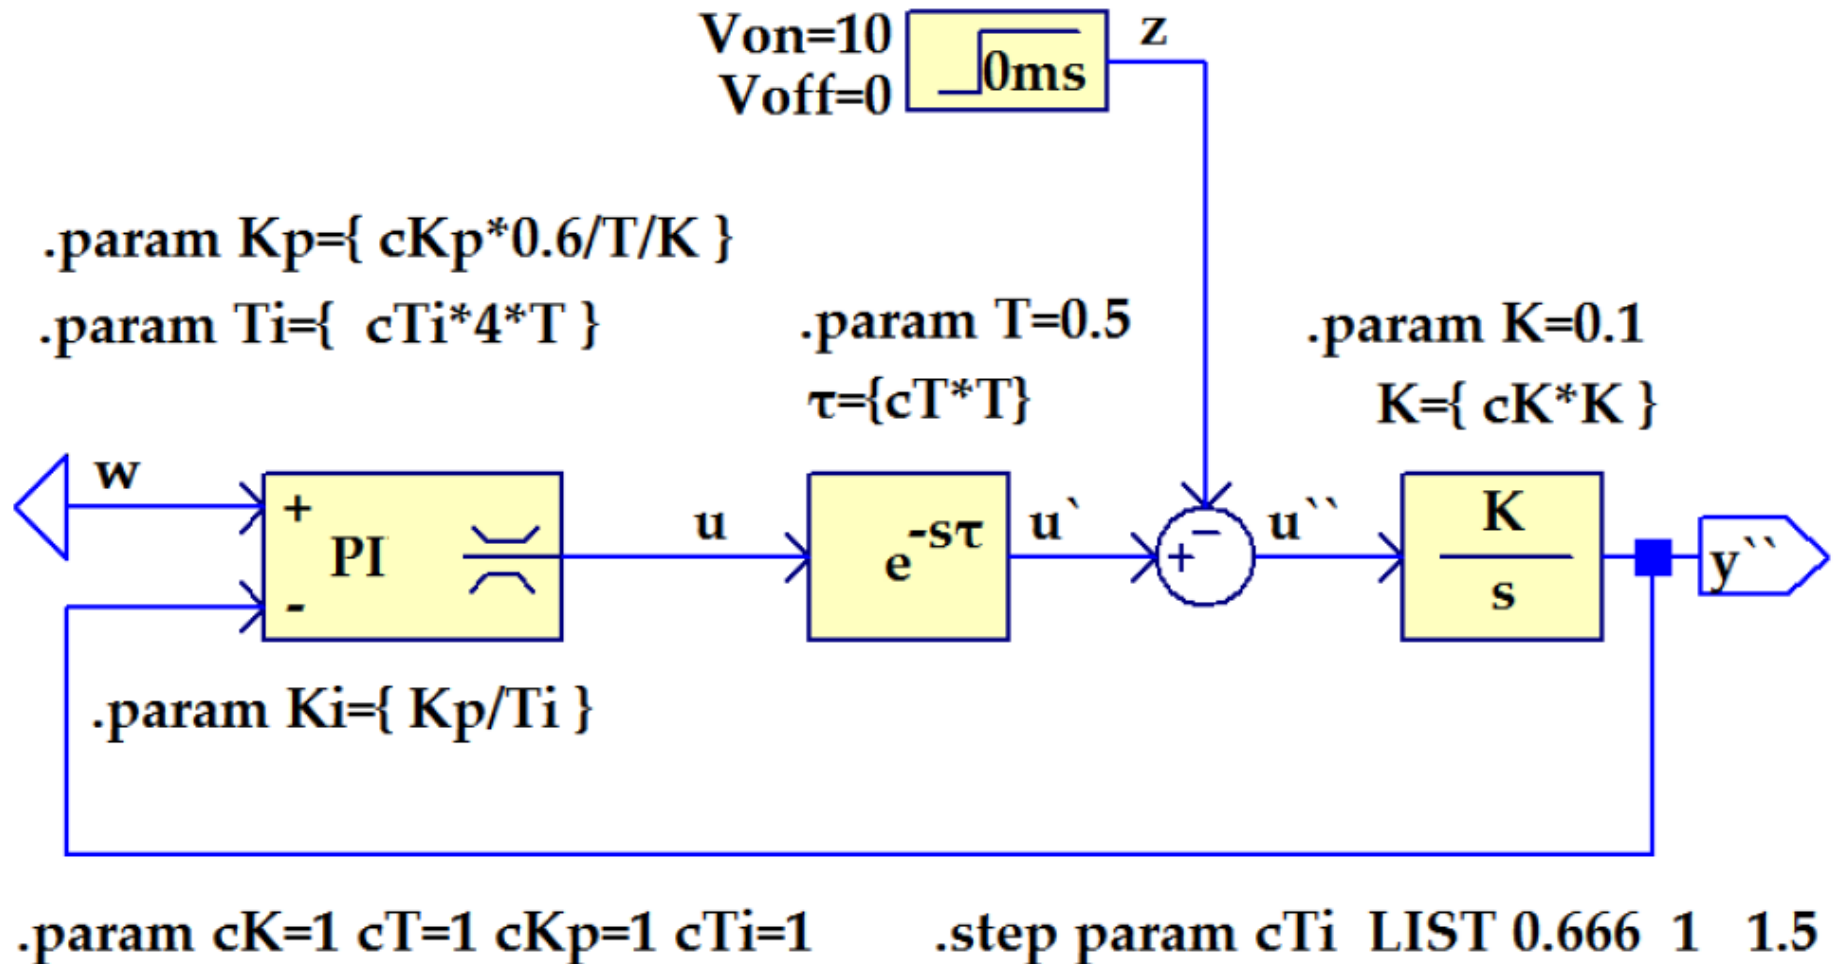 Von=10
Voff=0
0ms
z
.param Kp={ cKp*0.6/T/K }
.param Ti={ cTi*4*T }
.param T=0.5
τ={cT*T}
.param K=0.1
K={ cK*K }
w
+
PI
-
u
e^-sτ
u`
+
−
u``
K
s
y``
.param Ki={ Kp/Ti }
.param cK=1 cT=1 cKp=1 cTi=1
.step param cTi LIST 0.666 1 1.5